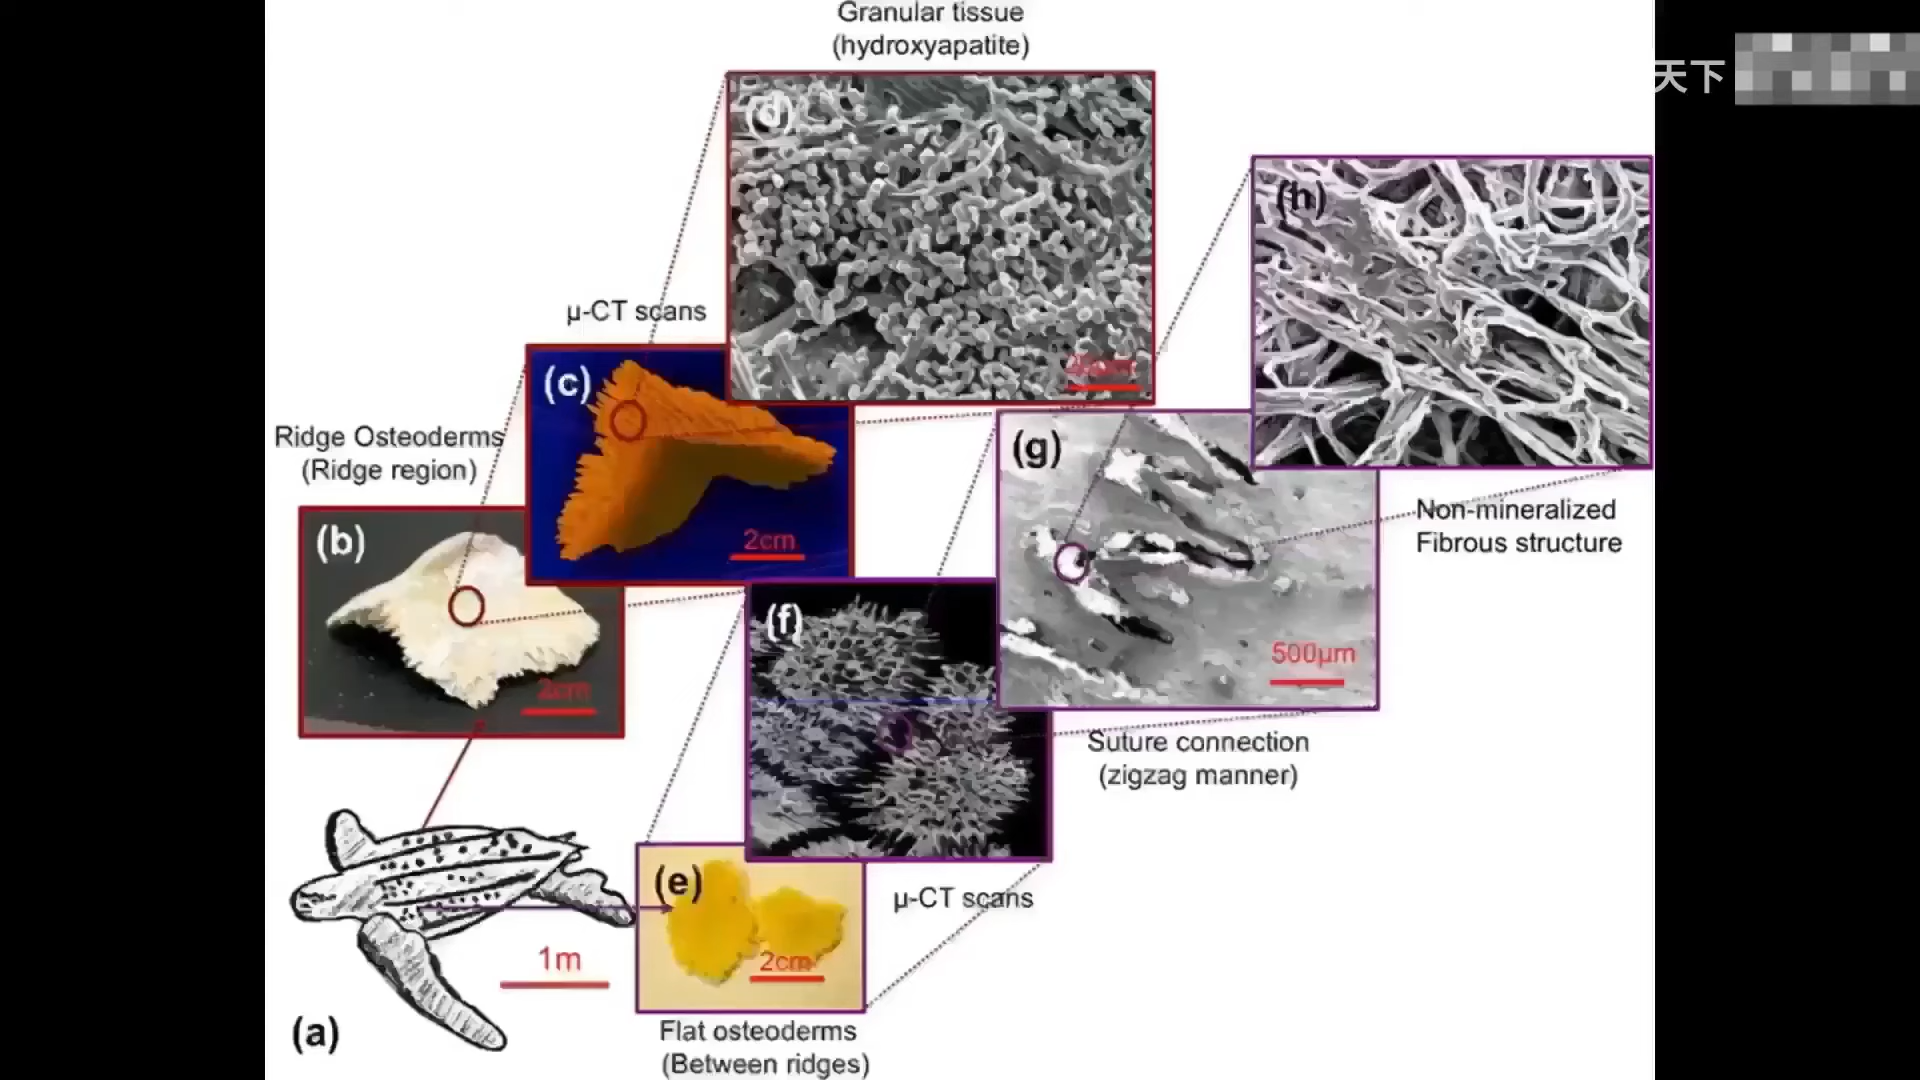 Granular tissue
(hydroxyapatite)
天下
(d)
(h)
μ-CT scans
(c)
2cm
Ridge Osteoderms
(Ridge region)
(g)
500μm
Non-mineralized
Fibrous structure
(b)
2cm
(f)
Suture connection
(zigzag manner)
(e)
2cm
μ-CT scans
1m
(a)
Flat osteoderms
(Between ridges)